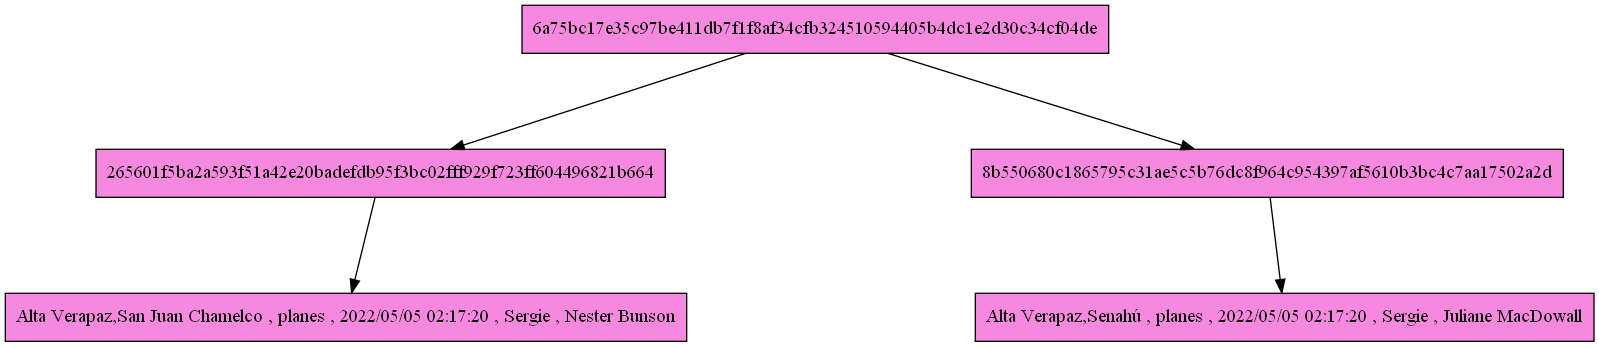 6a75bc17e35c97be411db7f1f8af34cfb324510594405b4dc1e2d30c34cf04de
265601f5ba2a593f51a42e20badefdb95f3bc02fff929f723ff604496821b664
8b550680c1865795c31ae5c5b76dc8f964c954397af5610b3bc4c7aa17502a2d
Alta Verapaz,San Juan Chamelco , planes , 2022/05/05 02:17:20 , Sergie , Nester Bunson
Alta Verapaz,Senahú , planes , 2022/05/05 02:17:20 , Sergie , Juliane MacDowall